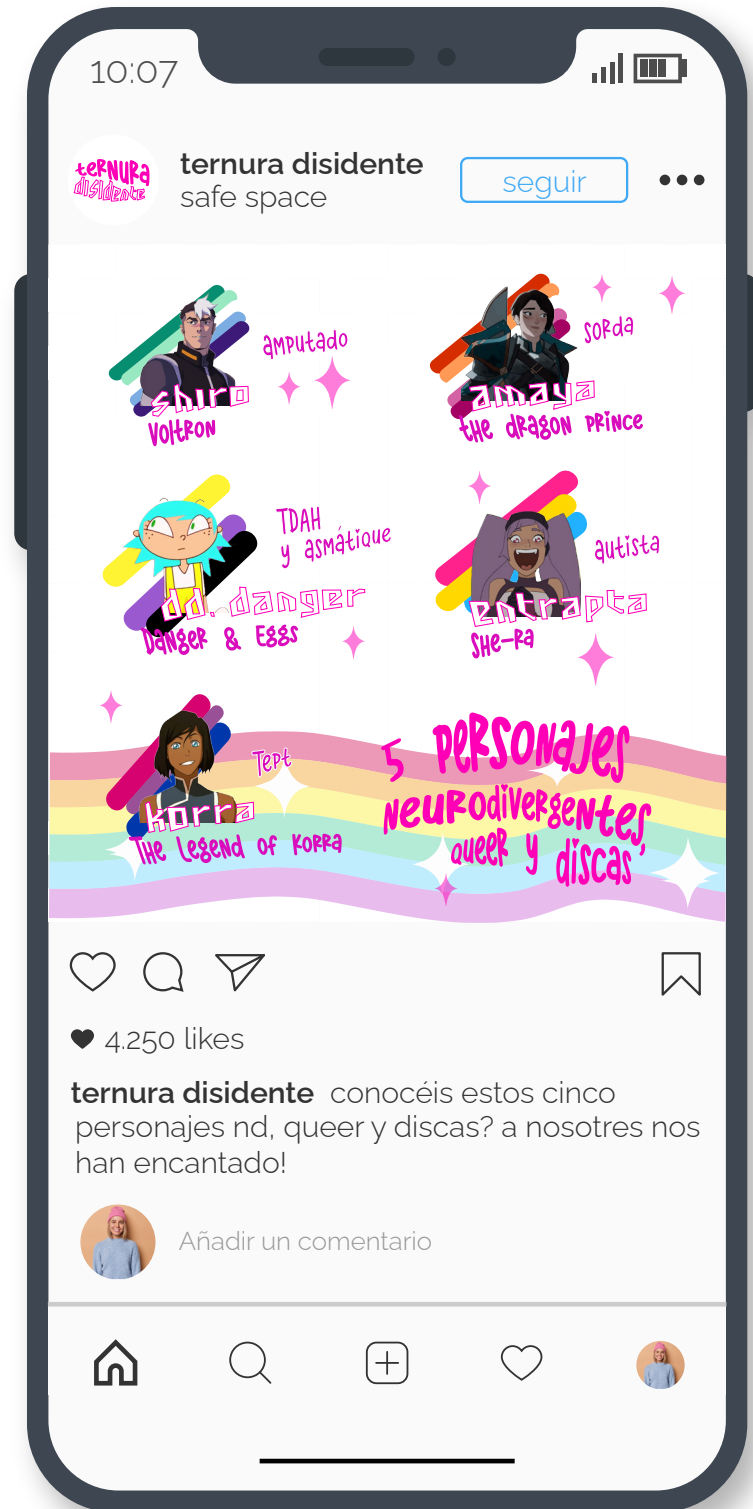 10:07
ternura
disidente
ternura disidente
safe space
seguir
amputado
shiro
Voltron
sorda
amaya
the dragon prince
TDAH
y asmátique
dd. danger
Danger & Eggs
autista
entrapta
She-Ra
Tept
korra
The Legend of Korra
5 personajes
neurodivergentes,
queer y discas
4.250 likes
ternura disidente conocéis estos cinco
personajes nd, queer y discas? a nosotres nos
han encantado!
Añadir un comentario